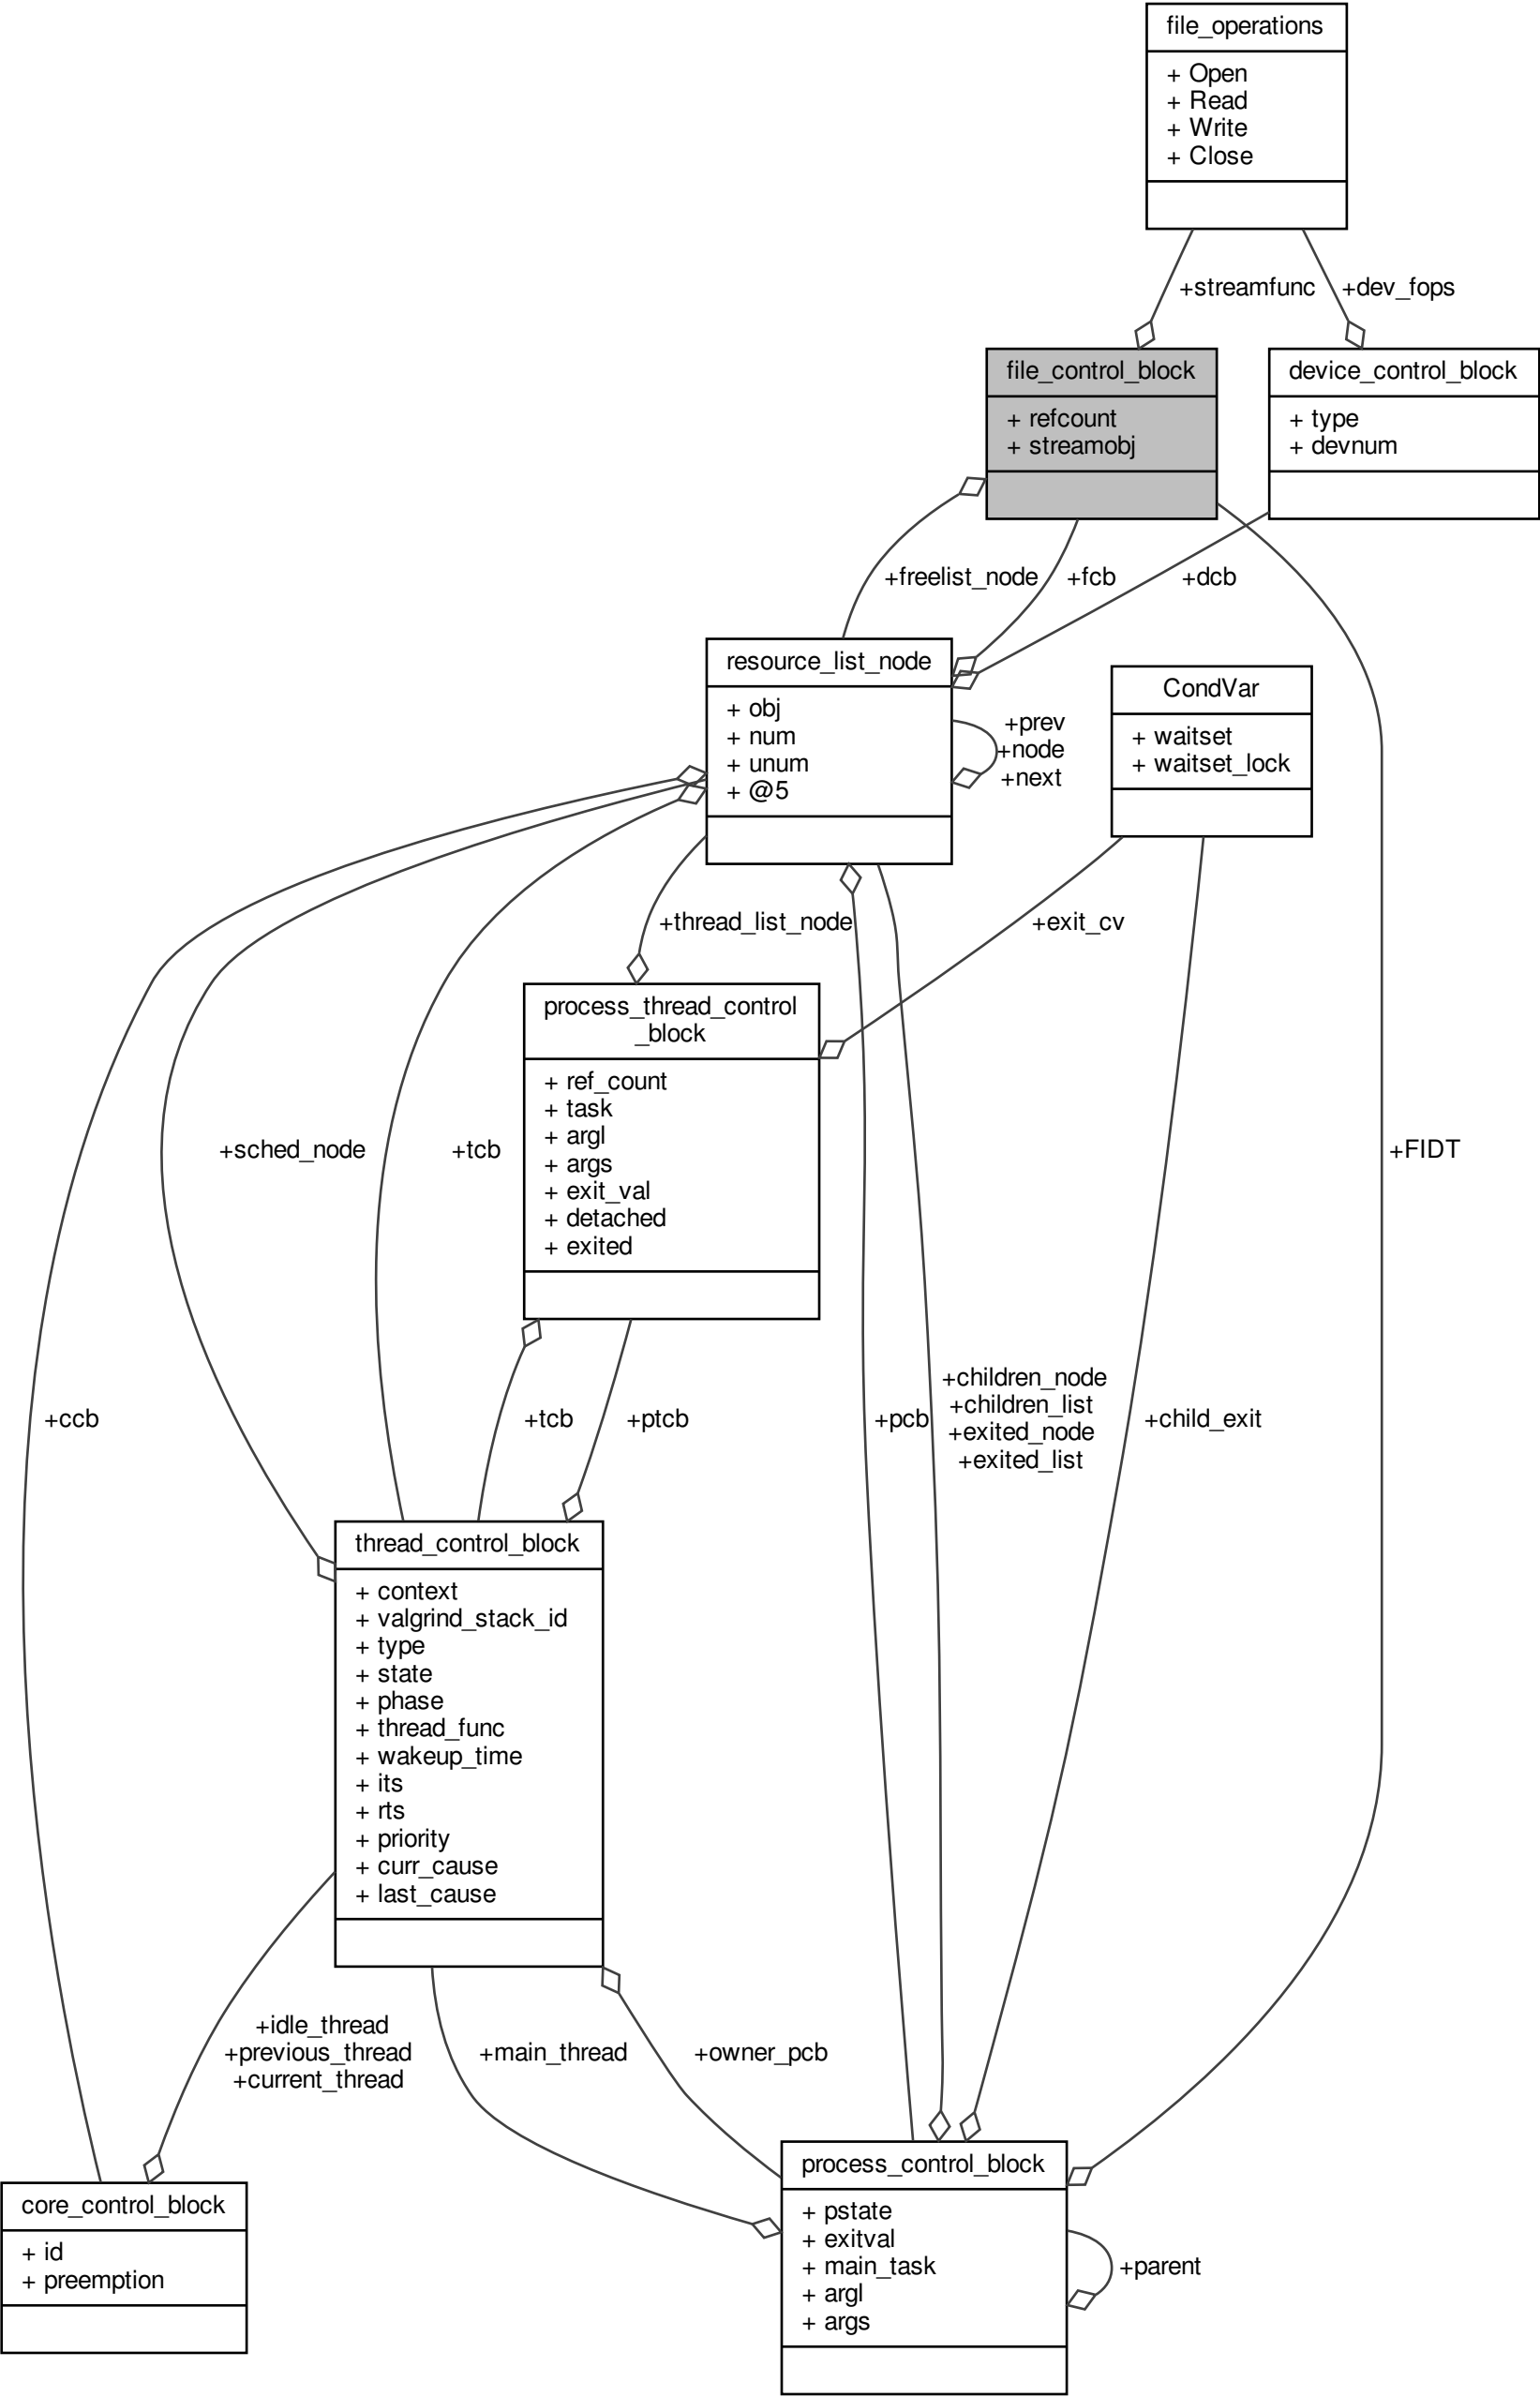 file_operations
+ Open
+ Read
+ Write
+ Close
+streamfunc
+dev_fops
file_control_block
+ refcount
+ streamobj
device_control_block
+ type
+ devnum
+freelist_node
+fcb
+dcb
resource_list_node
+ obj
+ num
+ unum
+ @5
+prev
+node
+next
CondVar
+ waitset
+ waitset_lock
+thread_list_node
+exit_cv
process_thread_control
_block
+ ref_count
+ task
+ argl
+ args
+ exit_val
+ detached
+ exited
+sched_node
+tcb
+FIDT
+ccb
+tcb
+ptcb
+pcb
+children_node
+children_list
+exited_node
+exited_list
+child_exit
thread_control_block
+ context
+ valgrind_stack_id
+ type
+ state
+ phase
+ thread_func
+ wakeup_time
+ its
+ rts
+ priority
+ curr_cause
+ last_cause
+idle_thread
+previous_thread
+current_thread
+main_thread
+owner_pcb
core_control_block
+ id
+ preemption
process_control_block
+ pstate
+ exitval
+ main_task
+ argl
+ args
+parent